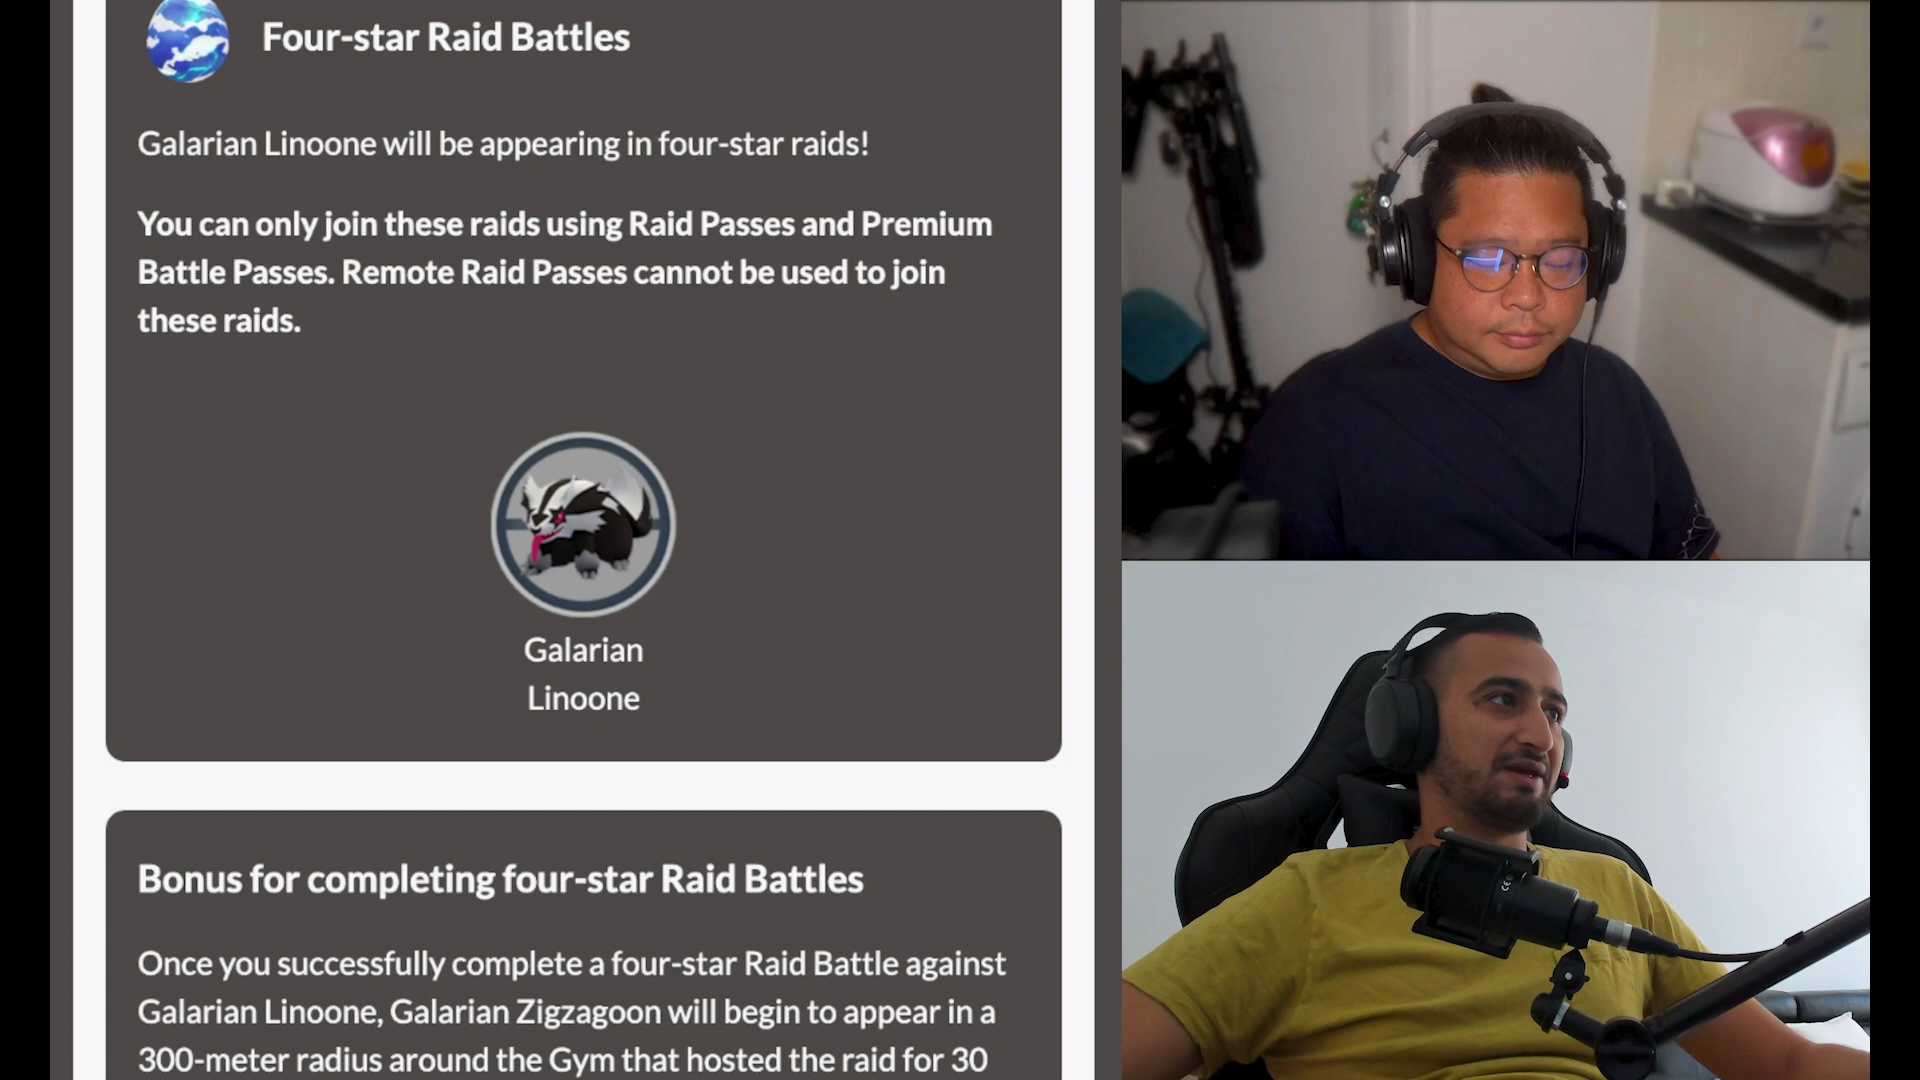 Four-star Raid Battles
Galarian Linoone will be appearing in four-star raids!
You can only join these raids using Raid Passes and Premium
Battle Passes. Remote Raid Passes cannot be used to join
these raids.
Galarian
Linoone
Bonus for completing four-star Raid Battles
Once you successfully complete a four-star Raid Battle against
Galarian Linoone, Galarian Zigzagoon will begin to appear in a
300-meter radius around the Gym that hosted the raid for 30